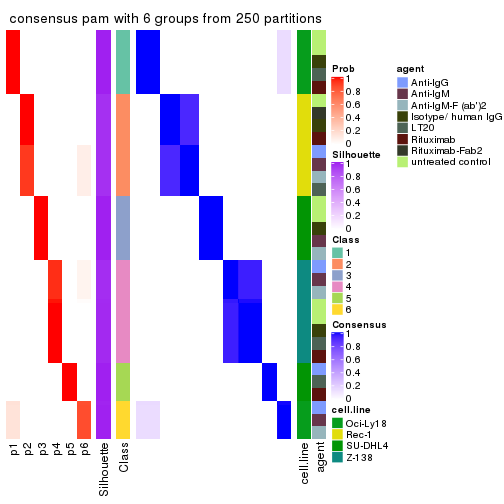 consensus pam with 6 groups from 250 partitions
Prob
1
0.8
0.6
0.4
0.2
0
Silhouette
1
0.8
0.6
0.4
0.2
0
Class
1
2
3
4
5
6
Consensus
1
0.8
0.6
0.4
0.2
0
cell.line
Oci-Ly18
Rec-1
SU-DHL4
Z-138
agent
Anti-IgG
Anti-IgM
Anti-IgM-F (ab')2
Isotype/ human IgG
LT20
Rituximab
Rituximab-Fab2
untreated control
p1
p2
p3
p4
p5
p6
Silhouette
Class
cell.line
agent